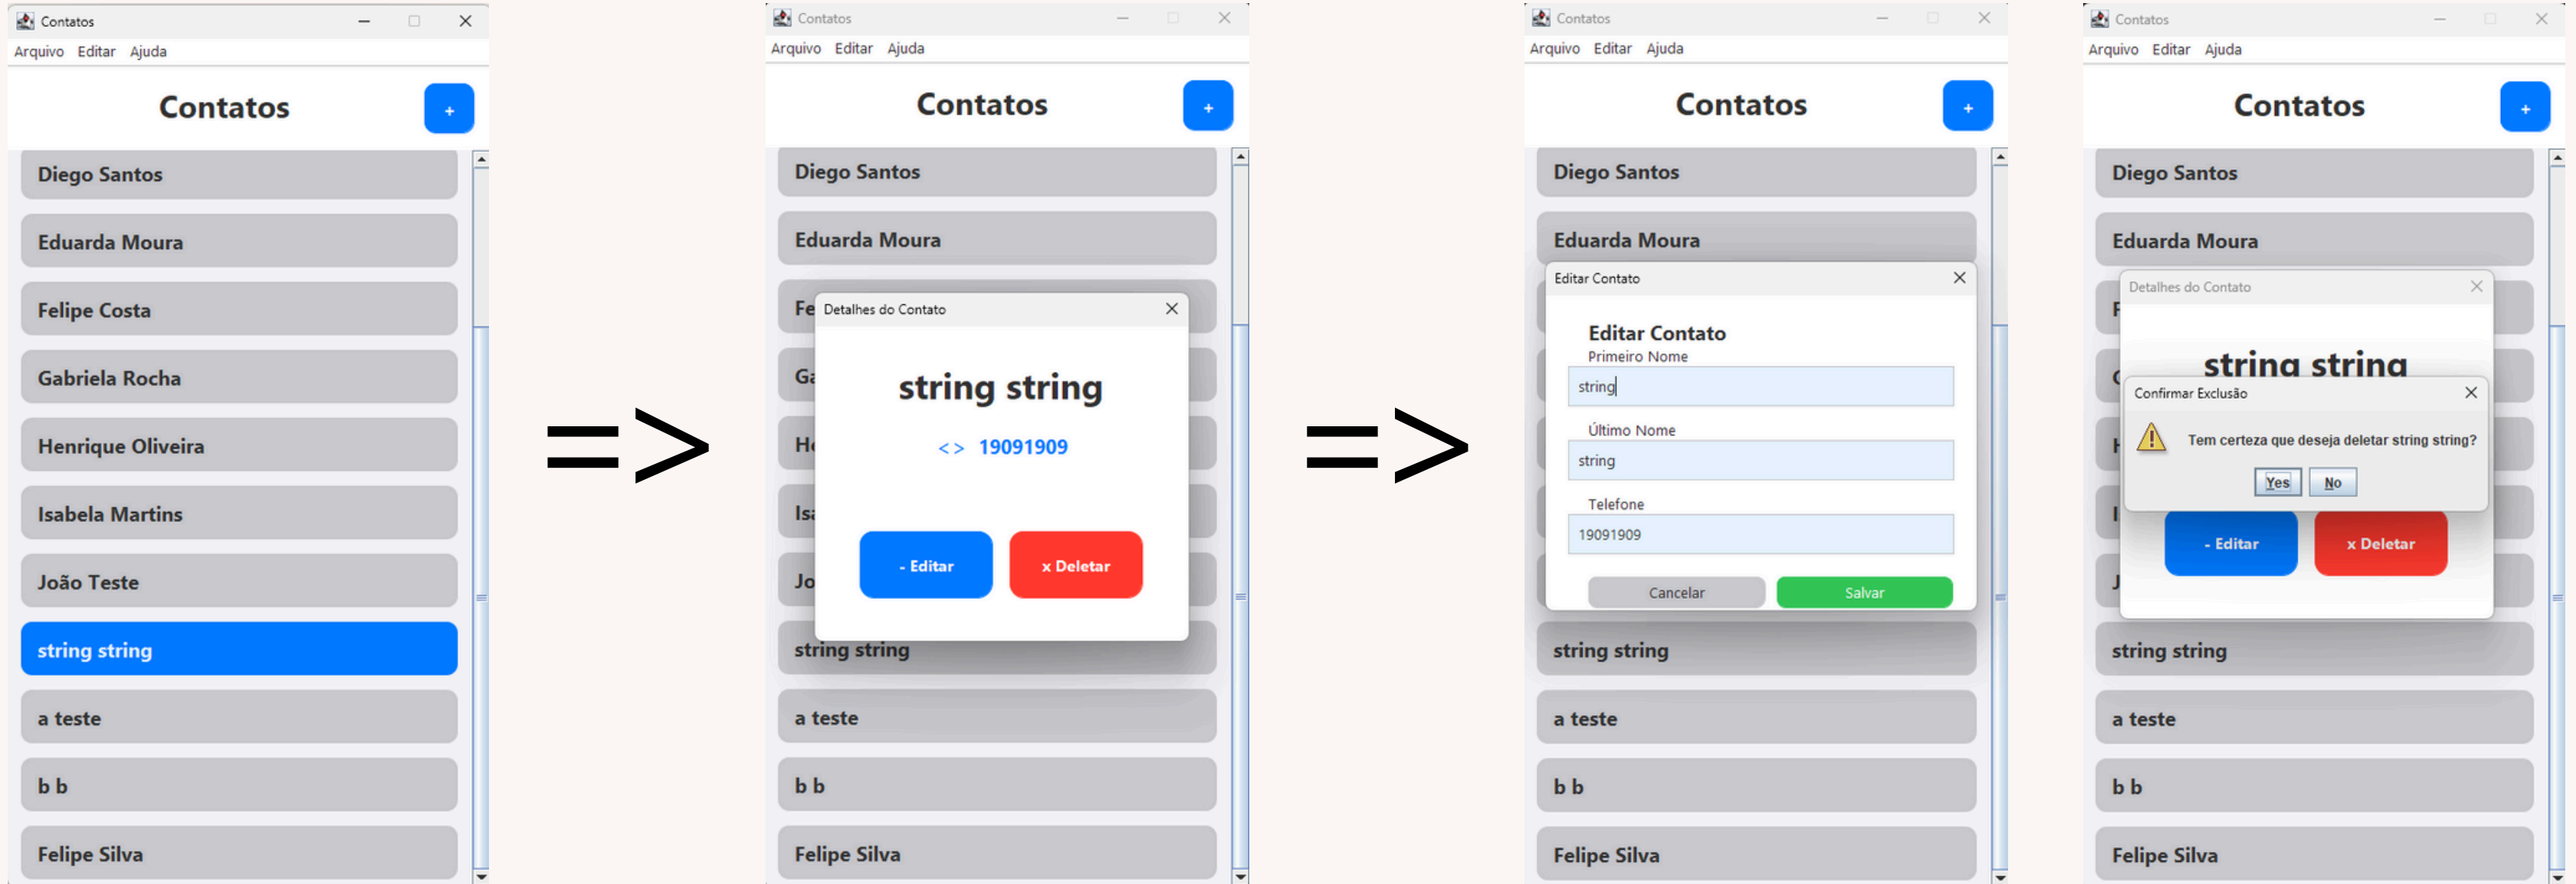 Contatos
Arquivo Editar Ajuda
Contatos
+
Diego Santos
Eduarda Moura
Felipe Costa
Gabriela Rocha
Henrique Oliveira
Isabela Martins
João Teste
string string
a teste
b b
Felipe Silva
=>
Contatos
Arquivo Editar Ajuda
Contatos
+
Diego Santos
Eduarda Moura
Fe
Ga
He
Isa
Jo
Detalhes do Contato
string string
<> 19091909
- Editar
x Deletar
string string
a teste
b b
Felipe Silva
=>
Contatos
Arquivo Editar Ajuda
Contatos
+
Diego Santos
Eduarda Moura
Editar Contato
Editar Contato
Primeiro Nome
string
Último Nome
string
Telefone
19091909
Cancelar
Salvar
string string
a teste
b b
Felipe Silva
Contatos
Arquivo Editar Ajuda
Contatos
+
Diego Santos
Eduarda Moura
Detalhes do Contato
string string
Confirmar Exclusão
Tem certeza que deseja deletar string string?
Yes
No
- Editar
x Deletar
string string
a teste
b b
Felipe Silva